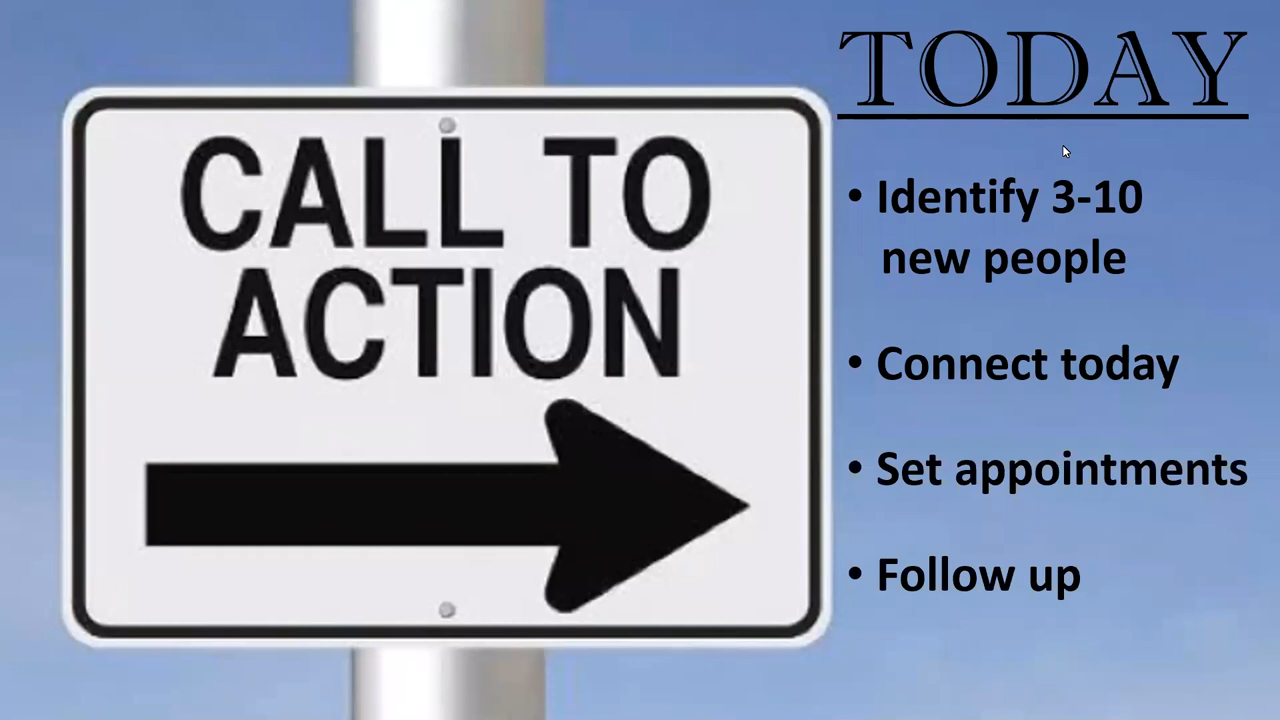 CALL TO
ACTION
TODAY
• Identify 3-10
new people
• Connect today
• Set appointments
• Follow up